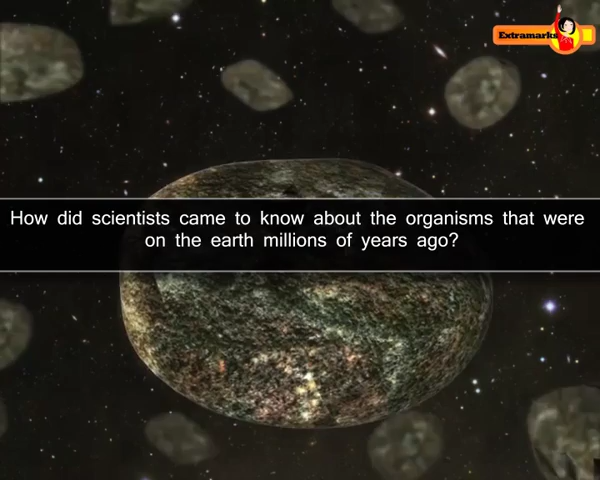 Extramarks
How did scientists came to know about the organisms that were
on the earth millions of years ago?